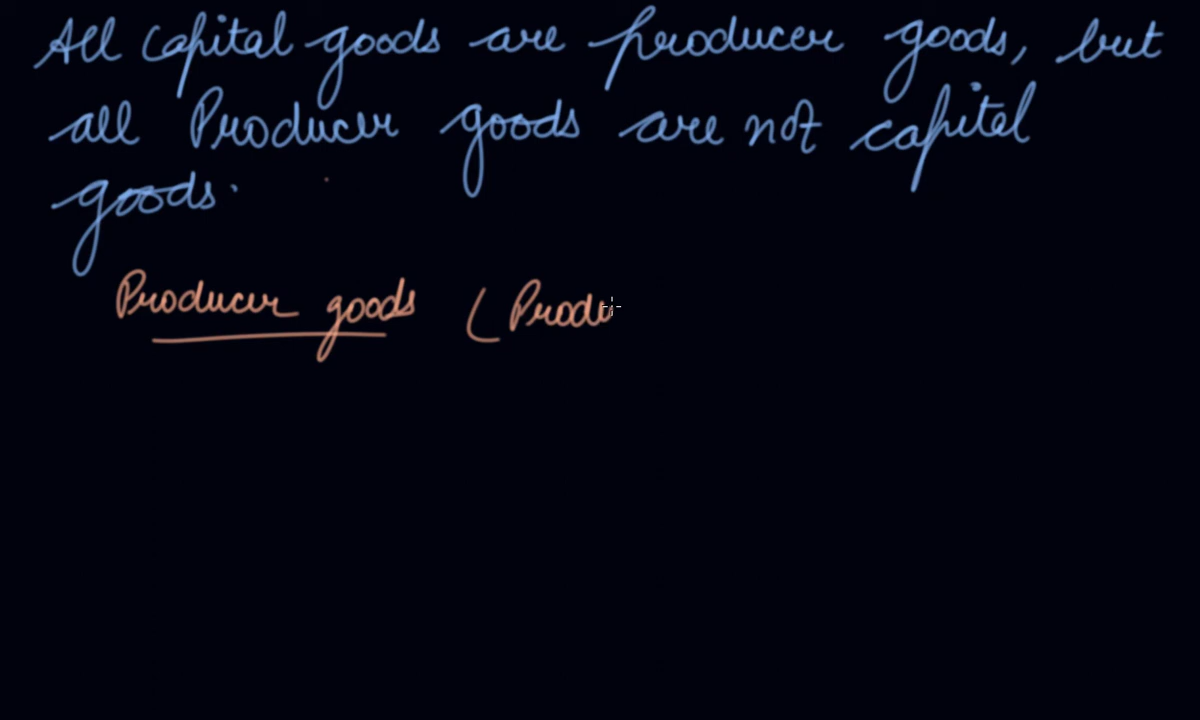 All capital goods are producer goods, but
all Producer goods are not capital
goods.
Producer goods (Produ